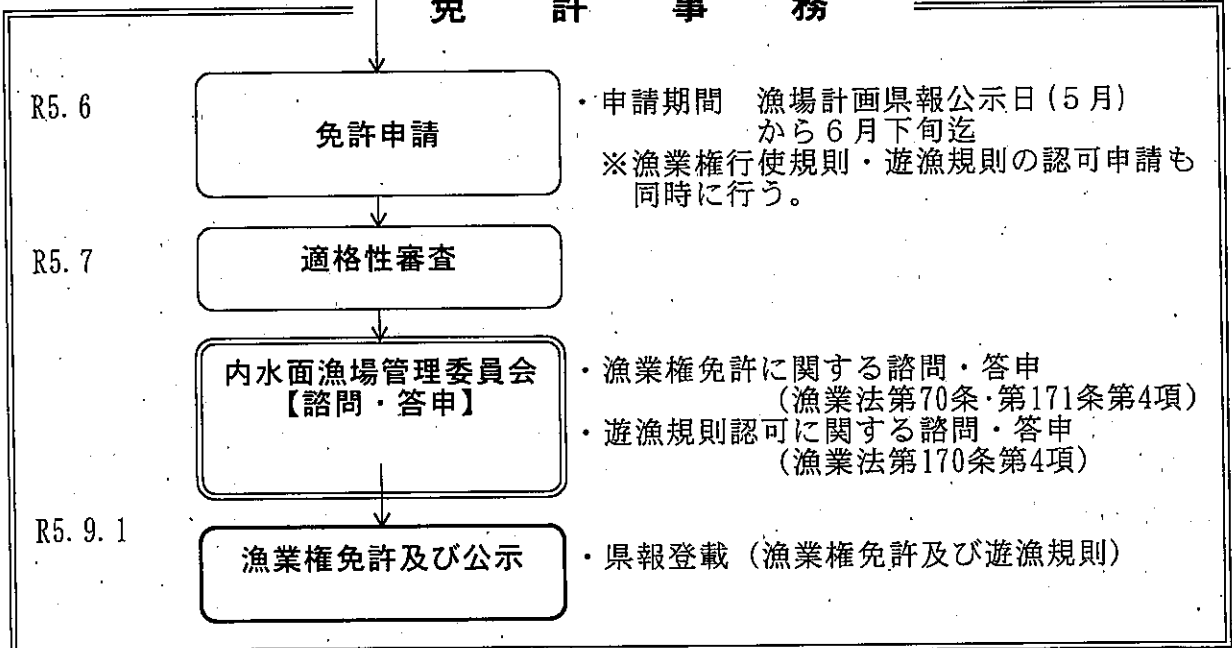 免許事務
R5.6
免許申請
・申請期間　漁場計画県報公示日（5月）
から6月下旬迄
※漁業権行使規則・遊漁規則の認可申請も
同時に行う。
R5.7
適格性審査
内水面漁場管理委員会
【諮問・答申】
・漁業権免許に関する諮問・答申
（漁業法第70条・第171条第4項）
・遊漁規則認可に関する諮問・答申
（漁業法第170条第4項）
R5.9.1
漁業権免許及び公示
・県報登載（漁業権免許及び遊漁規則）